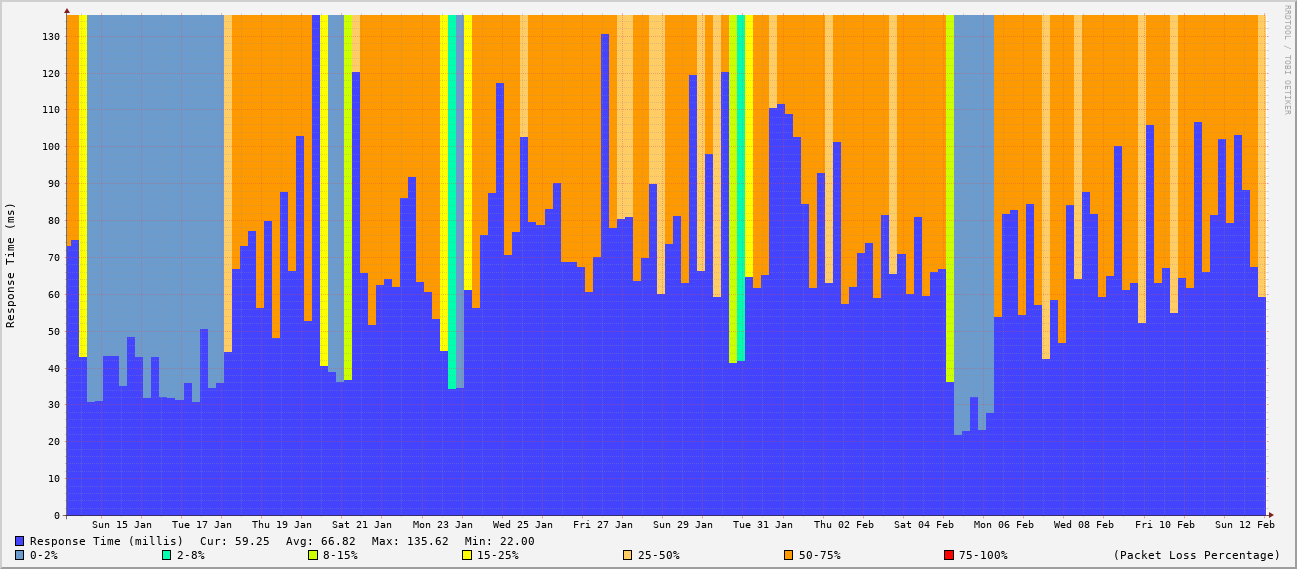 RRDTOOL / TOBI OETIKER
Response Time (ms)
130
120
110
100
90
80
70
60
50
40
30
20
10
0
Sun 15 Jan Tue 17 Jan Thu 19 Jan Sat 21 Jan Mon 23 Jan Wed 25 Jan Fri 27 Jan Sun 29 Jan Tue 31 Jan Thu 02 Feb Sat 04 Feb Mon 06 Feb Wed 08 Feb Fri 10 Feb Sun 12 Feb
Response Time (millis) Cur: 59.25 Avg: 66.82 Max: 135.62 Min: 22.00
0-2% 2-8% 8-15% 15-25% 25-50% 50-75% 75-100% (Packet Loss Percentage)